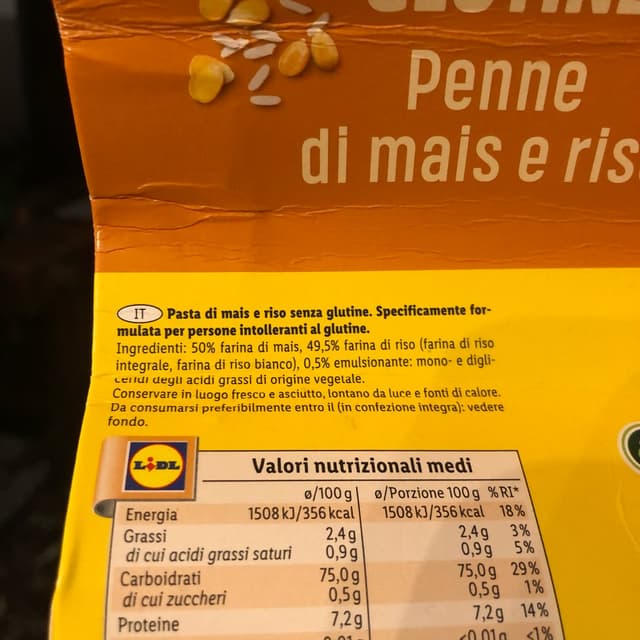 Penne
di mais e ris
IT Pasta di mais e riso senza glutine. Specificamente for-
mulata per persone intolleranti al glutine.
Ingredienti: 50% farina di mais, 49,5% farina di riso (farina di riso
integrale, farina di riso bianco), 0,5% emulsionante: mono- e digli-
ceridi degli acidi grassi di origine vegetale.
Conservare in luogo fresco e asciutto, lontano da luce e fonti di calore.
Da consumarsi preferibilmente entro il (in confezione integra): vedere
fondo.
LIDL
Valori nutrizionali medi
ø/100 g ø/Porzione 100 g %RI*
Energia 1508 kJ/356 kcal 1508 kJ/356 kcal 18%
Grassi 2,4 g 2,4 g 3%
di cui acidi grassi saturi 0,9 g 0,9 g 5%
Carboidrati 75,0 g 75,0 g 29%
di cui zuccheri 0,5 g 0,5 g 1%
Proteine 7,2 g 7,2 g 14%
<0,01 g <1%